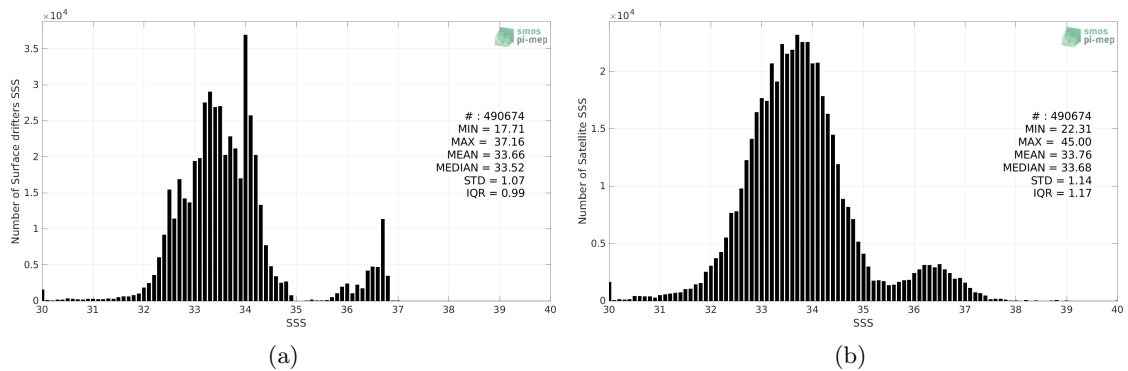 ×10⁴
3.5
3
2.5
2
1.5
1
0.5
0
30 31 32 33 34 35 36 37 38 39 40
SSS
Number of Surface drifters SSS
smos
pi-mep
# : 490674
MIN = 17.71
MAX = 37.16
MEAN = 33.66
MEDIAN = 33.52
STD = 1.07
IQR = 0.99
(a)
×10⁴
2
1.5
1
0.5
0
30 31 32 33 34 35 36 37 38 39 40
SSS
Number of Satellite SSS
smos
pi-mep
# : 490674
MIN = 22.31
MAX = 45.00
MEAN = 33.76
MEDIAN = 33.68
STD = 1.14
IQR = 1.17
(b)